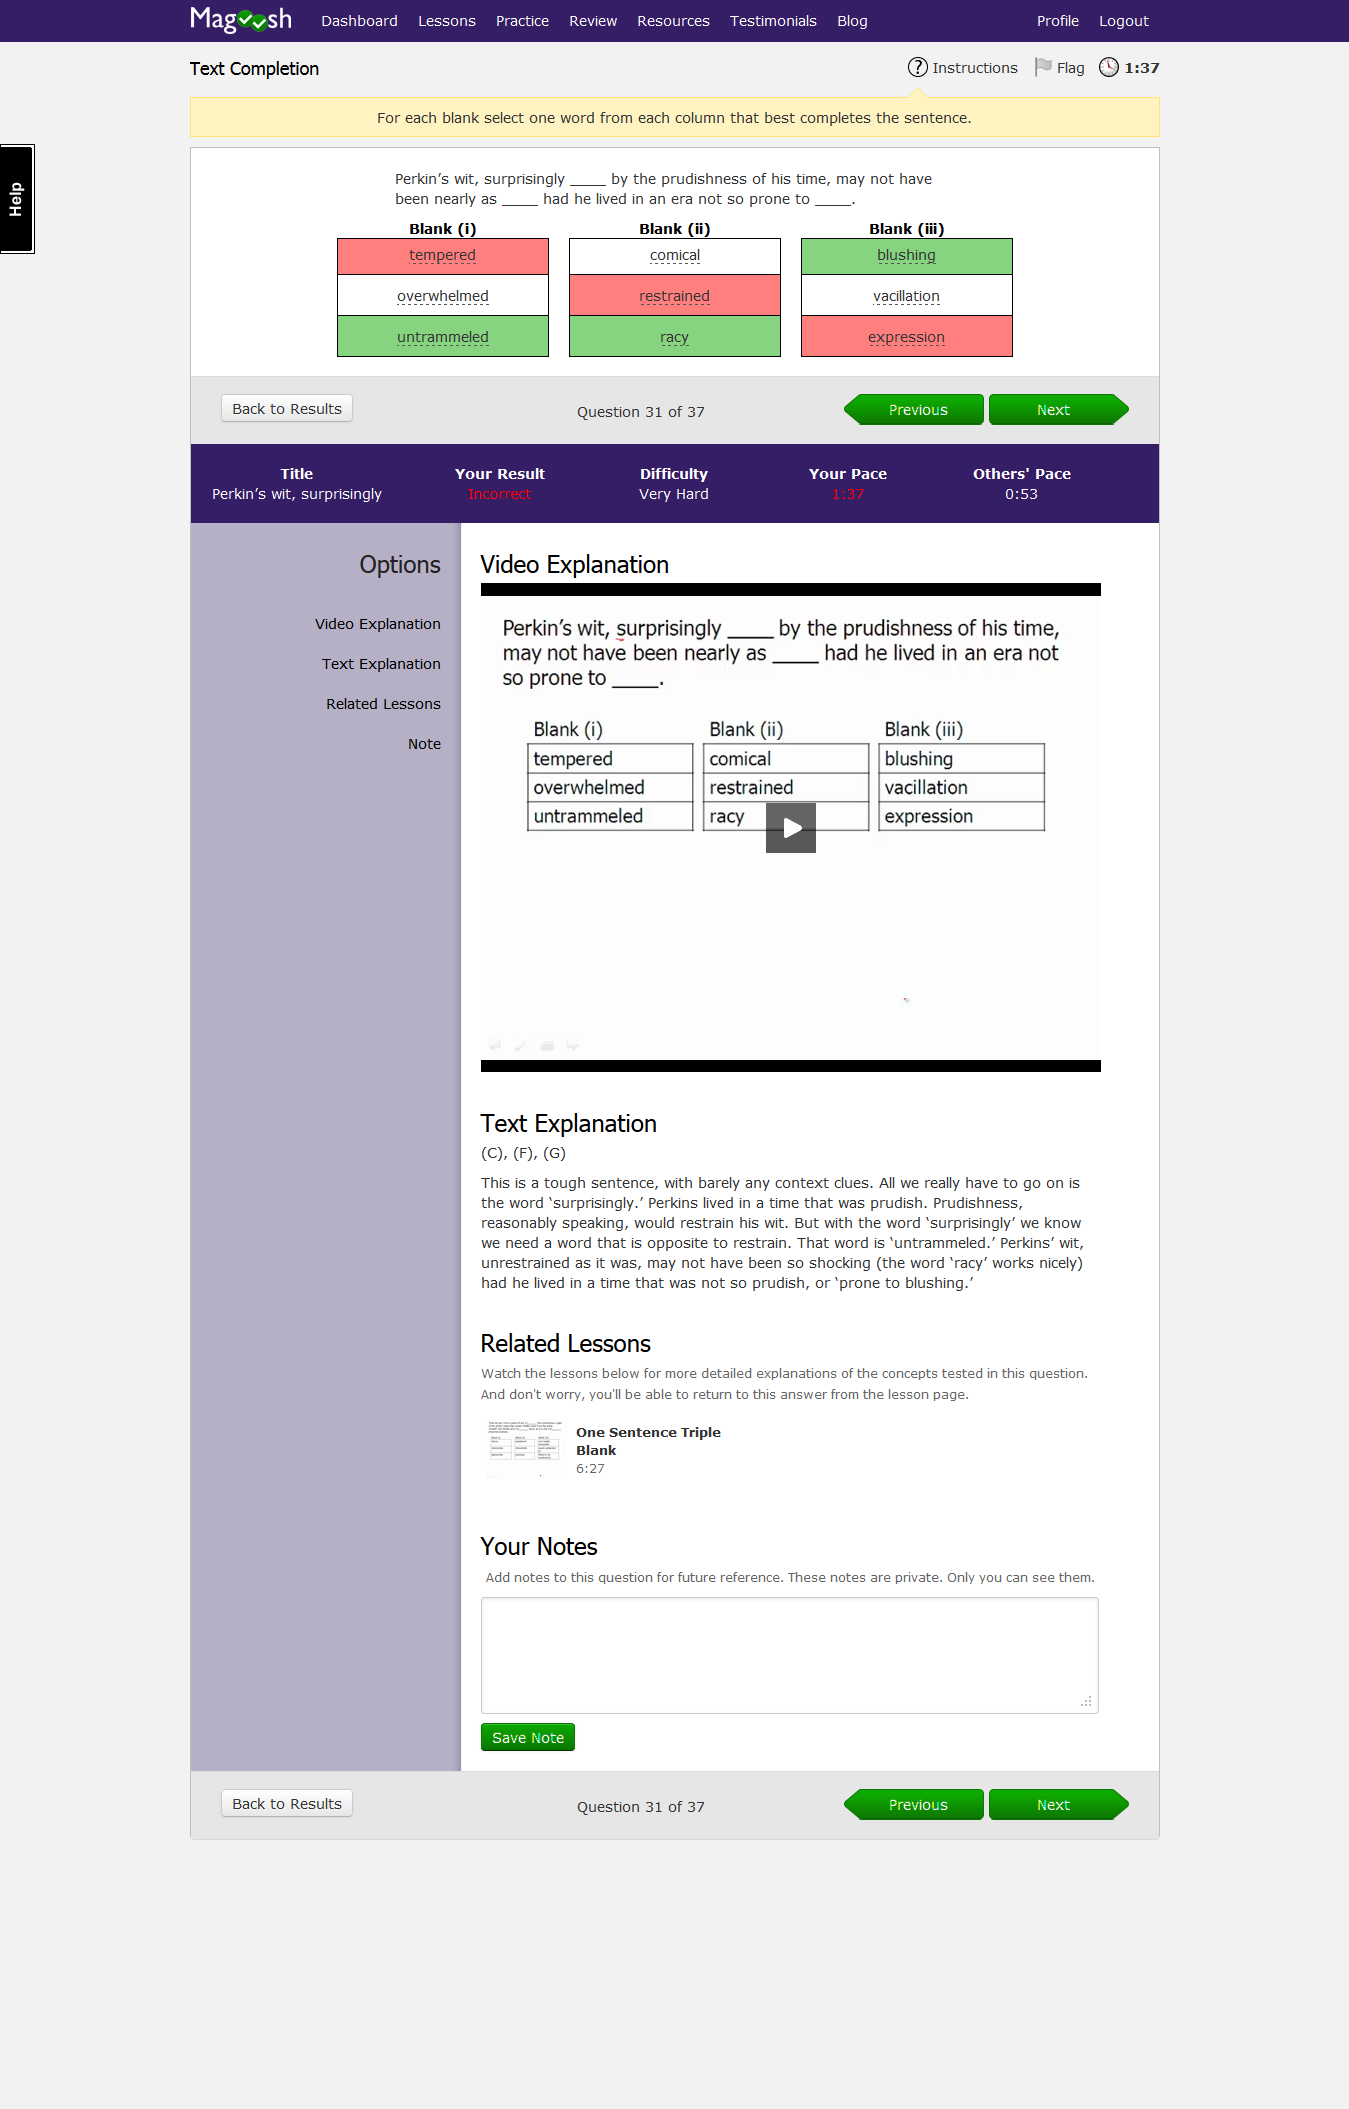 Magoosh Dashboard Lessons Practice Review Resources Testimonials Blog Profile Logout
Text Completion Instructions Flag 1:37
For each blank select one word from each column that best completes the sentence.
Help
Perkin’s wit, surprisingly _____ by the prudishness of his time, may not have
been nearly as _____ had he lived in an era not so prone to _____.
Blank (i) Blank (ii) Blank (iii)
tempered comical blushing
overwhelmed restrained vacillation
untrammeled racy expression
Back to Results Question 31 of 37 Previous Next
Title Your Result Difficulty Your Pace Others' Pace
Perkin’s wit, surprisingly Incorrect Very Hard 1:37 0:53
Options
Video Explanation
Text Explanation
Related Lessons
Note
Video Explanation
Perkin’s wit, surprisingly ____ by the prudishness of his time,
may not have been nearly as ____ had he lived in an era not
so prone to ____.
Blank (i) Blank (ii) Blank (iii)
tempered comical blushing
overwhelmed restrained vacillation
untrammeled racy expression
Text Explanation
(C), (F), (G)
This is a tough sentence, with barely any context clues. All we really have to go on is
the word ‘surprisingly.’ Perkins lived in a time that was prudish. Prudishness,
reasonably speaking, would restrain his wit. But with the word ‘surprisingly’ we know
we need a word that is opposite to restrain. That word is ‘untrammeled.’ Perkins’ wit,
unrestrained as it was, may not have been so shocking (the word ‘racy’ works nicely)
had he lived in a time that was not so prudish, or ‘prone to blushing.’
Related Lessons
Watch the lessons below for more detailed explanations of the concepts tested in this question.
And don't worry, you'll be able to return to this answer from the lesson page.
One Sentence Triple
Blank
6:27
Your Notes
Add notes to this question for future reference. These notes are private. Only you can see them.
Save Note
Back to Results Question 31 of 37 Previous Next